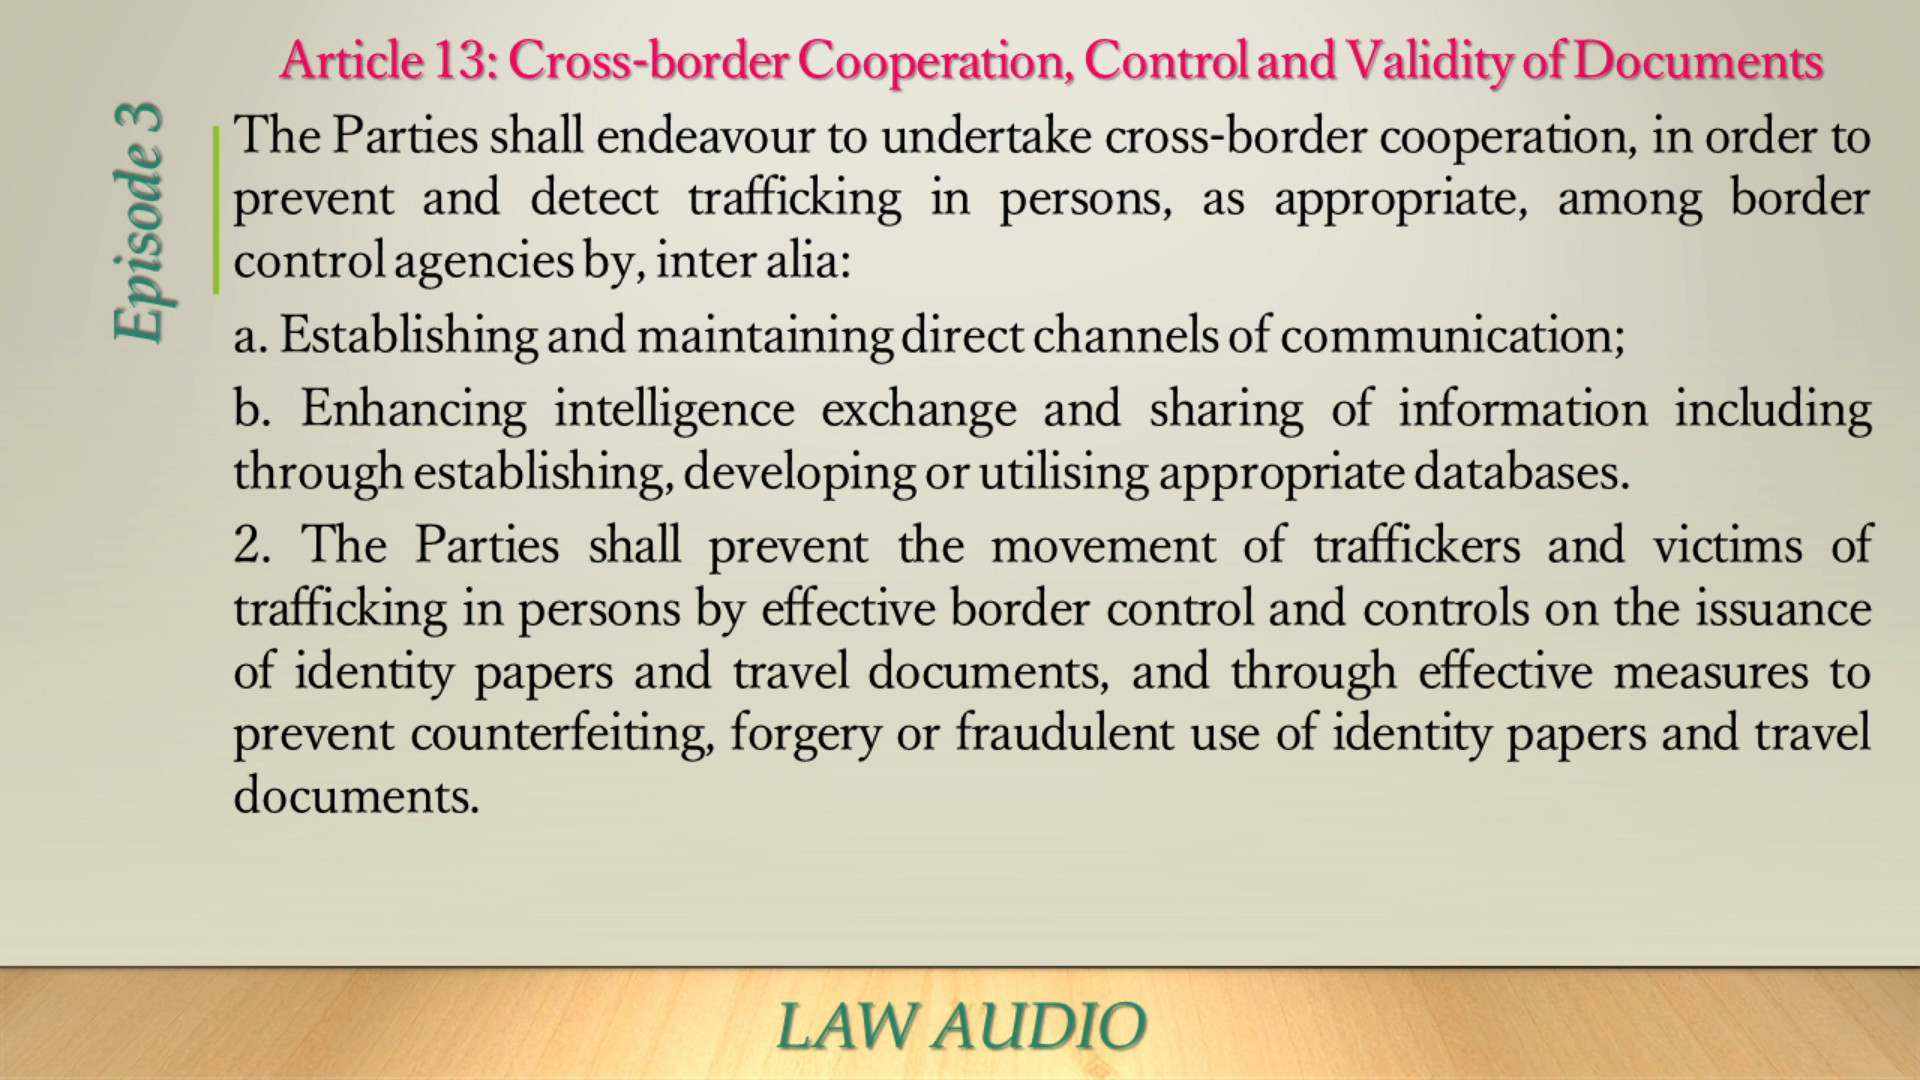 Article 13: Cross-border Cooperation, Control and Validity of Documents
Episode 3
The Parties shall endeavour to undertake cross-border cooperation, in order to
prevent and detect trafficking in persons, as appropriate, among border
control agencies by, inter alia:
a. Establishing and maintaining direct channels of communication;
b. Enhancing intelligence exchange and sharing of information including
through establishing, developing or utilising appropriate databases.
2. The Parties shall prevent the movement of traffickers and victims of
trafficking in persons by effective border control and controls on the issuance
of identity papers and travel documents, and through effective measures to
prevent counterfeiting, forgery or fraudulent use of identity papers and travel
documents.
LAW AUDIO